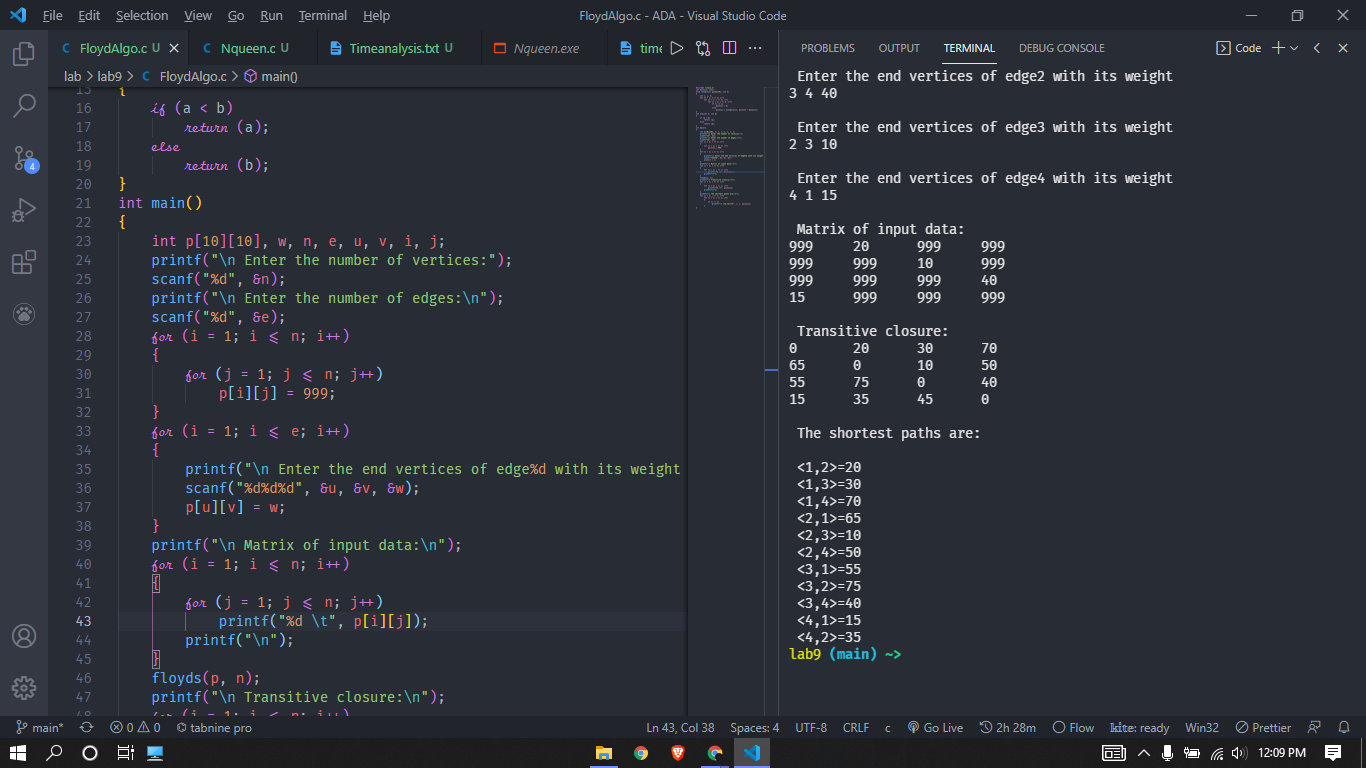 File Edit Selection View Go Run Terminal Help FloydAlgo.c - ADA - Visual Studio Code
FloydAlgo.c U Nqueen.c U Timeanalysis.txt U Nqueen.exe time
lab > lab9 > C FloydAlgo.c > main()
15 {
16 if (a < b)
17 return (a);
18 else
19 return (b);
20 }
21 int main()
22 {
23 int p[10][10], w, n, e, u, v, i, j;
24 printf("\n Enter the number of vertices:");
25 scanf("%d", &n);
26 printf("\n Enter the number of edges:\n");
27 scanf("%d", &e);
28 for (i = 1; i <= n; i++)
29 {
30 for (j = 1; j <= n; j++)
31 p[i][j] = 999;
32 }
33 for (i = 1; i <= e; i++)
34 {
35 printf("\n Enter the end vertices of edge%d with its weight
36 scanf("%d%d%d", &u, &v, &w);
37 p[u][v] = w;
38 }
39 printf("\n Matrix of input data:\n");
40 for (i = 1; i <= n; i++)
41 {
42 for (j = 1; j <= n; j++)
43 printf("%d \t", p[i][j]);
44 printf("\n");
45 }
46 floyds(p, n);
47 printf("\n Transitive closure:\n");
48 for (i = 1; i <= n; i++)
PROBLEMS OUTPUT TERMINAL DEBUG CONSOLE Code
Enter the end vertices of edge2 with its weight
3 4 40
Enter the end vertices of edge3 with its weight
2 3 10
Enter the end vertices of edge4 with its weight
4 1 15
Matrix of input data:
999 20 999 999
999 999 10 999
999 999 999 40
15 999 999 999
Transitive closure:
0 20 30 70
65 0 10 50
55 75 0 40
15 35 45 0
The shortest paths are:
<1,2>=20
<1,3>=30
<1,4>=70
<2,1>=65
<2,3>=10
<2,4>=50
<3,1>=55
<3,2>=75
<3,4>=40
<4,1>=15
<4,2>=35
lab9 (main) ~>
4
main* 0 0 tabnine pro Ln 43, Col 38 Spaces: 4 UTF-8 CRLF c Go Live 2h 28m Flow kite: ready Win32 Prettier
12:09 PM